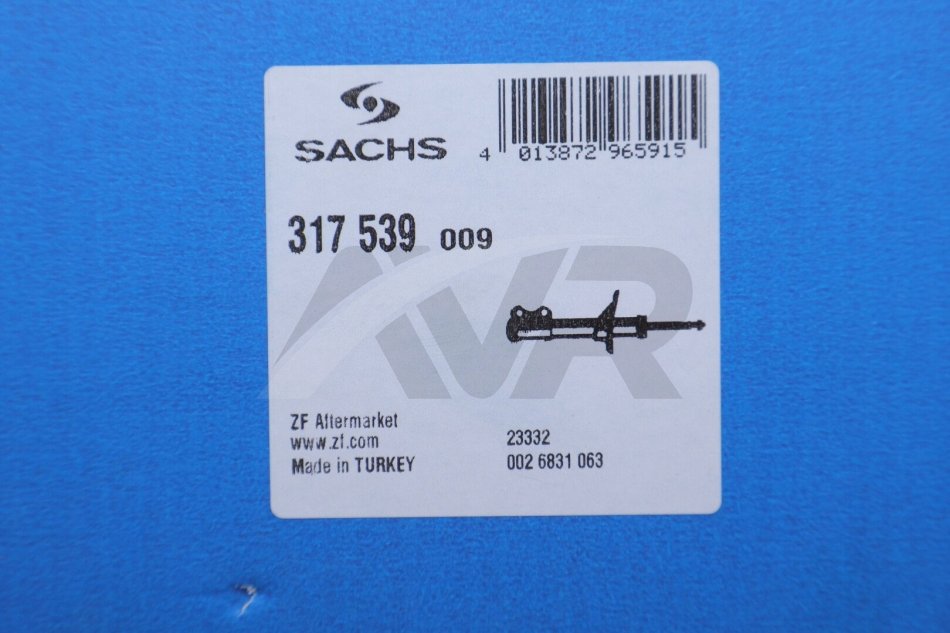 SACHS
4 013872 965915
317 539 009
AVR
ZF Aftermarket
www.zf.com
Made in TURKEY
23332
002 6831 063